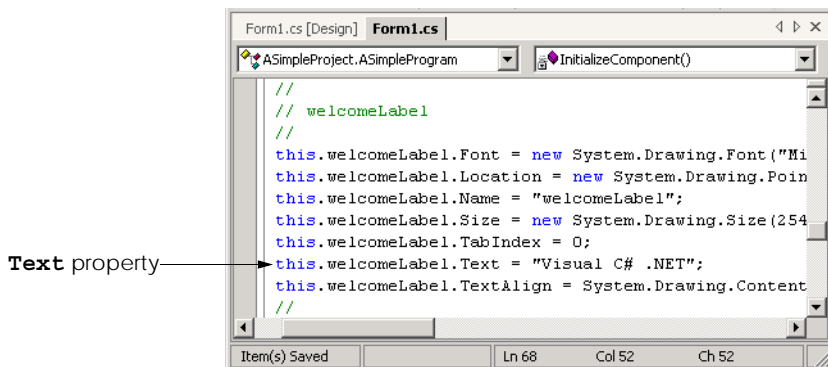 Form1.cs [Design] Form1.cs
ASimpleProject.ASimpleProgram InitializeComponent()
//
// welcomeLabel
//
this.welcomeLabel.Font = new System.Drawing.Font("Mi
this.welcomeLabel.Location = new System.Drawing.Poin
this.welcomeLabel.Name = "welcomeLabel";
this.welcomeLabel.Size = new System.Drawing.Size(254
this.welcomeLabel.TabIndex = 0;
Text property
this.welcomeLabel.Text = "Visual C# .NET";
this.welcomeLabel.TextAlign = System.Drawing.Content
//
Item(s) Saved Ln 68 Col 52 Ch 52